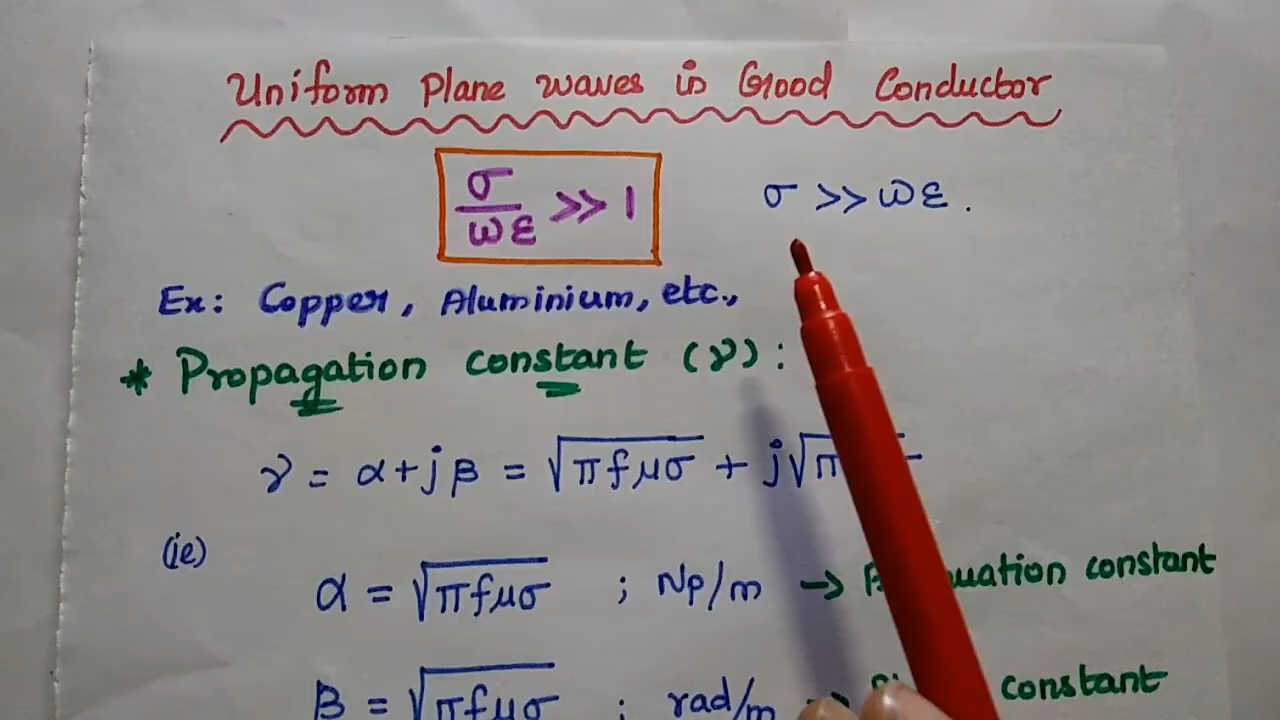 Uniform Plane waves in Good Conductor
σ/ωε >> 1
σ >> ωε.
Ex: Copper, Aluminium, etc.,
* Propagation constant (γ):
γ = α + jβ = √πfμσ + j√π
(ie)
α = √πfμσ ; Np/m → constant
β = √πfμσ ; rad/m → constant